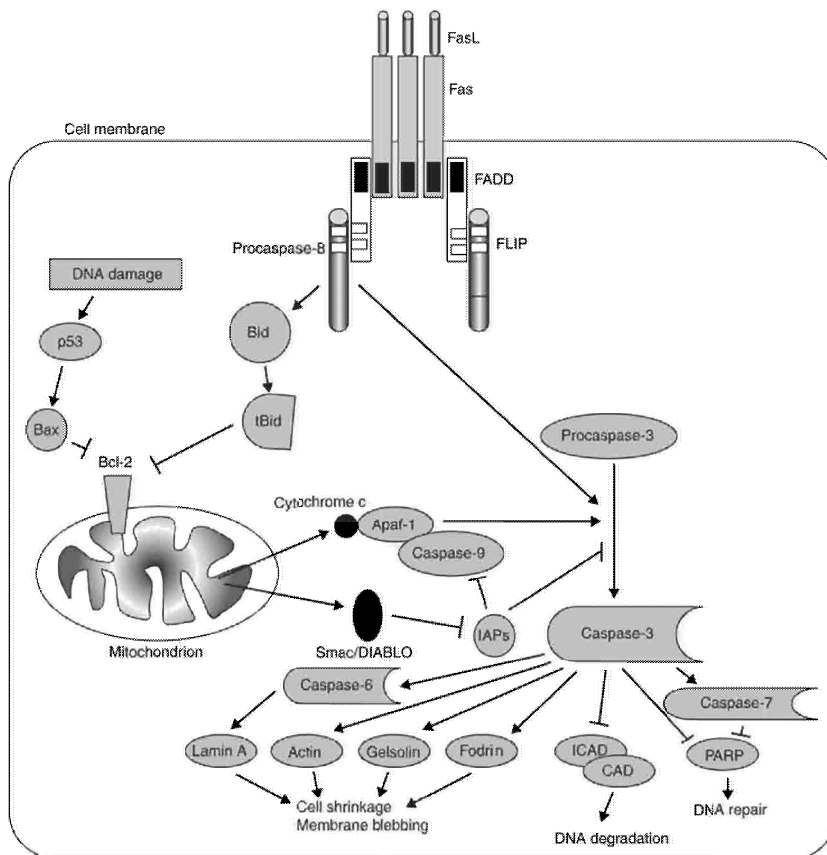 FasL
Fas
Cell membrane
FADD
Procaspase-8
FLIP
DNA damage
p53
Bid
Bax
tBid
Procaspase-3
Bcl-2
Cytochrome c
Apaf-1
Caspase-9
IAPs
Caspase-3
Mitochondrion
Smac/DIABLO
Caspase-6
Caspase-7
Lamin A
Actin
Gelsolin
Fodrin
ICAD
CAD
PARP
Cell shrinkage
Membrane blebbing
DNA repair
DNA degradation